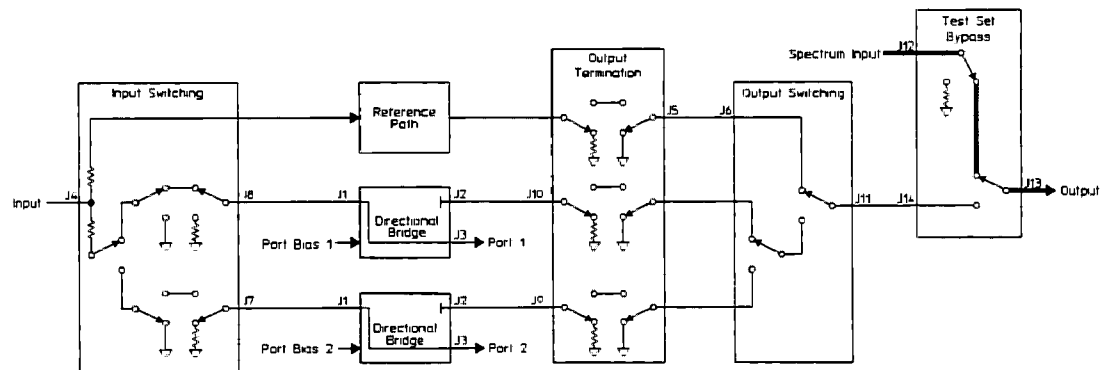 Test Set
Bypass
J12
Spectrum Input
Output
Termination
Input Switching
Output Switching
Reference
Path
J5
J6
J4
Input
J8
J1
J2
J10
J11
J14
J13
Output
Directional
Bridge
Port Bias 1
J3
Port 1
J7
J1
J2
J9
Directional
Bridge
Port Bias 2
J3
Port 2